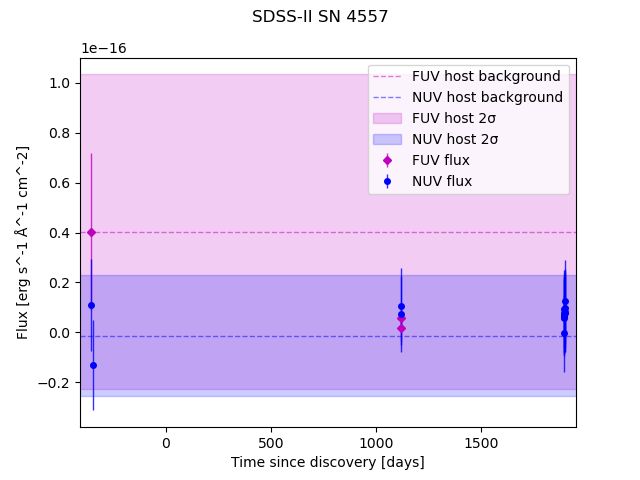 SDSS-II SN 4557
1e−16
FUV host background
NUV host background
FUV host 2σ
NUV host 2σ
FUV flux
NUV flux
1.0
0.8
0.6
0.4
0.2
0.0
−0.2
Flux [erg s^-1 Å^-1 cm^-2]
0 500 1000 1500
Time since discovery [days]